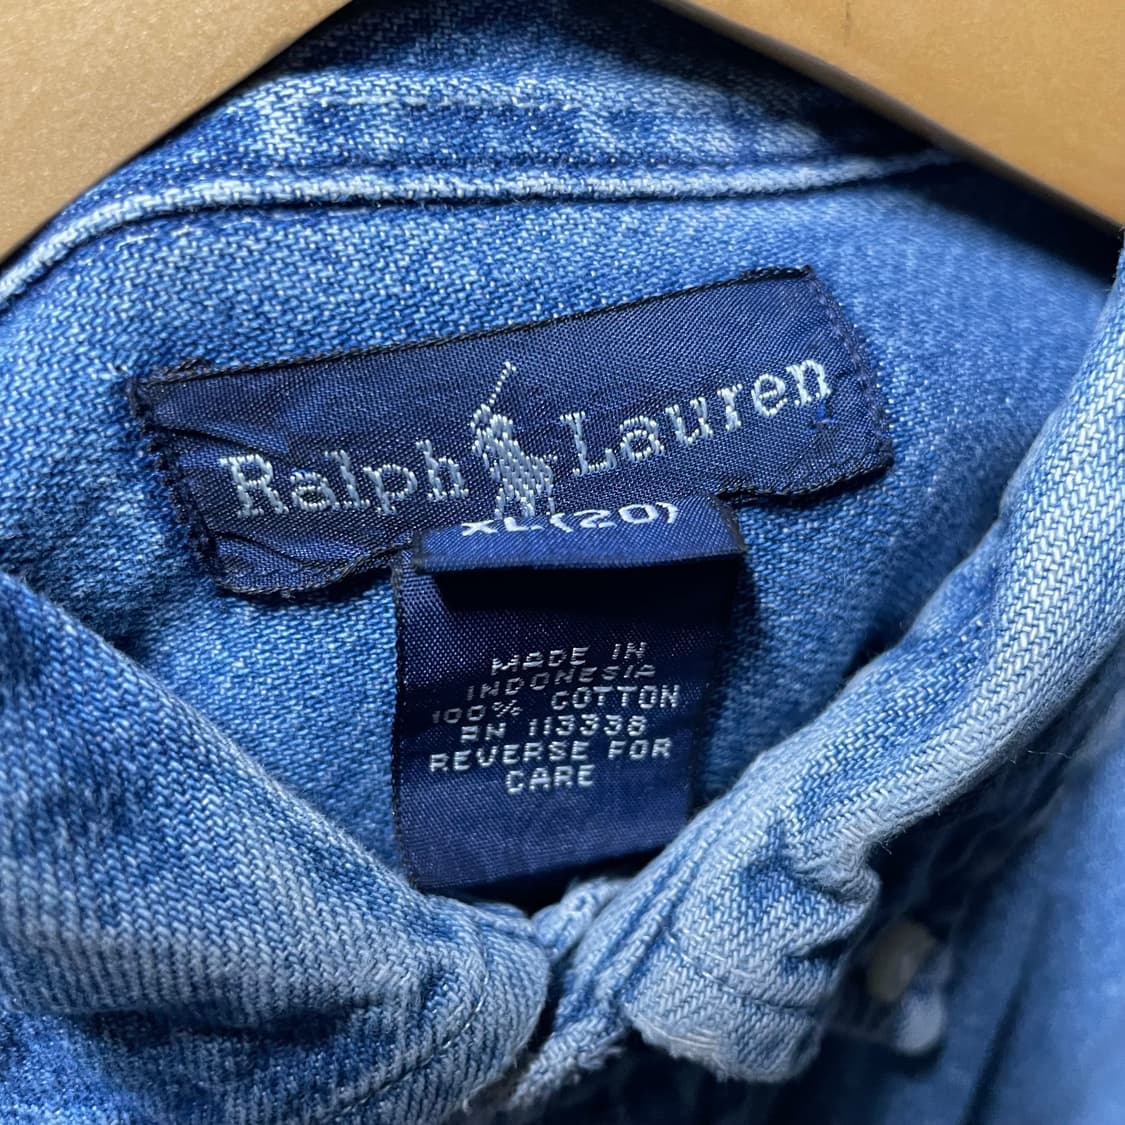 Ralph Lauren
XL (20)
MADE IN
INDONESIA
100% COTTON
RN 113338
REVERSE FOR
CARE